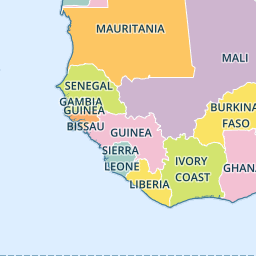 MAURITANIA
MALI
SENEGAL
GAMBIA
GUINEA
BISSAU
GUINEA
BURKINA
FASO
SIERRA
LEONE
IVORY
COAST
LIBERIA
GHANA